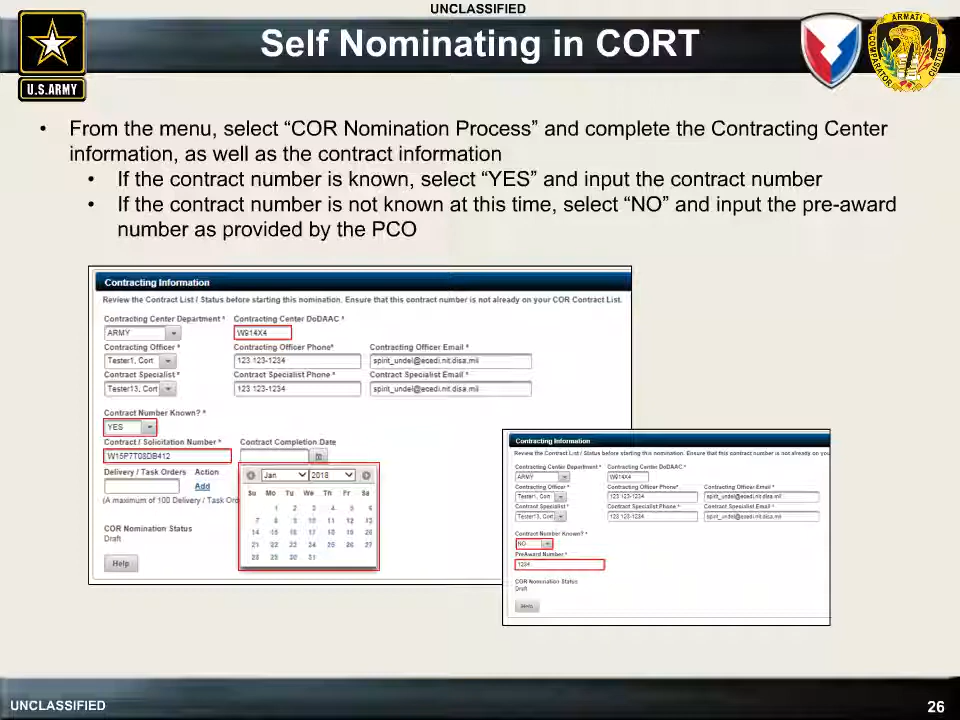 UNCLASSIFIED
Self Nominating in CORT
U.S.ARMY
ARMATI
COMPARATOR
CUSTOS
• From the menu, select “COR Nomination Process” and complete the Contracting Center
information, as well as the contract information
• If the contract number is known, select “YES” and input the contract number
• If the contract number is not known at this time, select “NO” and input the pre-award
number as provided by the PCO
Contracting Information
Review the Contract List / Status before starting this nomination. Ensure that this contract number is not already on your COR Contract List.
Contracting Center Department * Contracting Center DoDAAC *
ARMY W914X4
Contracting Officer * Contracting Officer Phone* Contracting Officer Email *
Tester1, Cort 123 123-1234 spirit_undel@ecedi.nit.disa.mil
Contract Specialist * Contract Specialist Phone * Contract Specialist Email *
Tester13, Cort 123 123-1234 spirit_undel@ecedi.nit.disa.mil
Contract Number Known? *
YES
Contract / Solicitation Number * Contract Completion Date
W15P7T08DB412
Delivery / Task Orders Action
Add
(A maximum of 100 Delivery / Task Ord
COR Nomination Status
Draft
Help
Jan 2018
Su Mo Tu We Th Fr Sa
1 2 3 4 5 6
7 8 9 10 11 12 13
14 15 16 17 18 19 20
21 22 23 24 25 26 27
28 29 30 31
Contracting Information
Review the Contract List / Status before starting this nomination. Ensure that this contract number is not already on you
Contracting Center Department * Contracting Center DoDAAC *
ARMY W914X4
Contracting Officer * Contracting Officer Phone* Contracting Officer Email *
Tester1, Cort 123 123-1234 spirit_undel@ecedi.nit.disa.mil
Contract Specialist * Contract Specialist Phone * Contract Specialist Email *
Tester13, Cort 123 123-1234 spirit_undel@ecedi.nit.disa.mil
Contract Number Known? *
NO
PreAward Number *
1234
COR Nomination Status
Draft
Help
UNCLASSIFIED
26